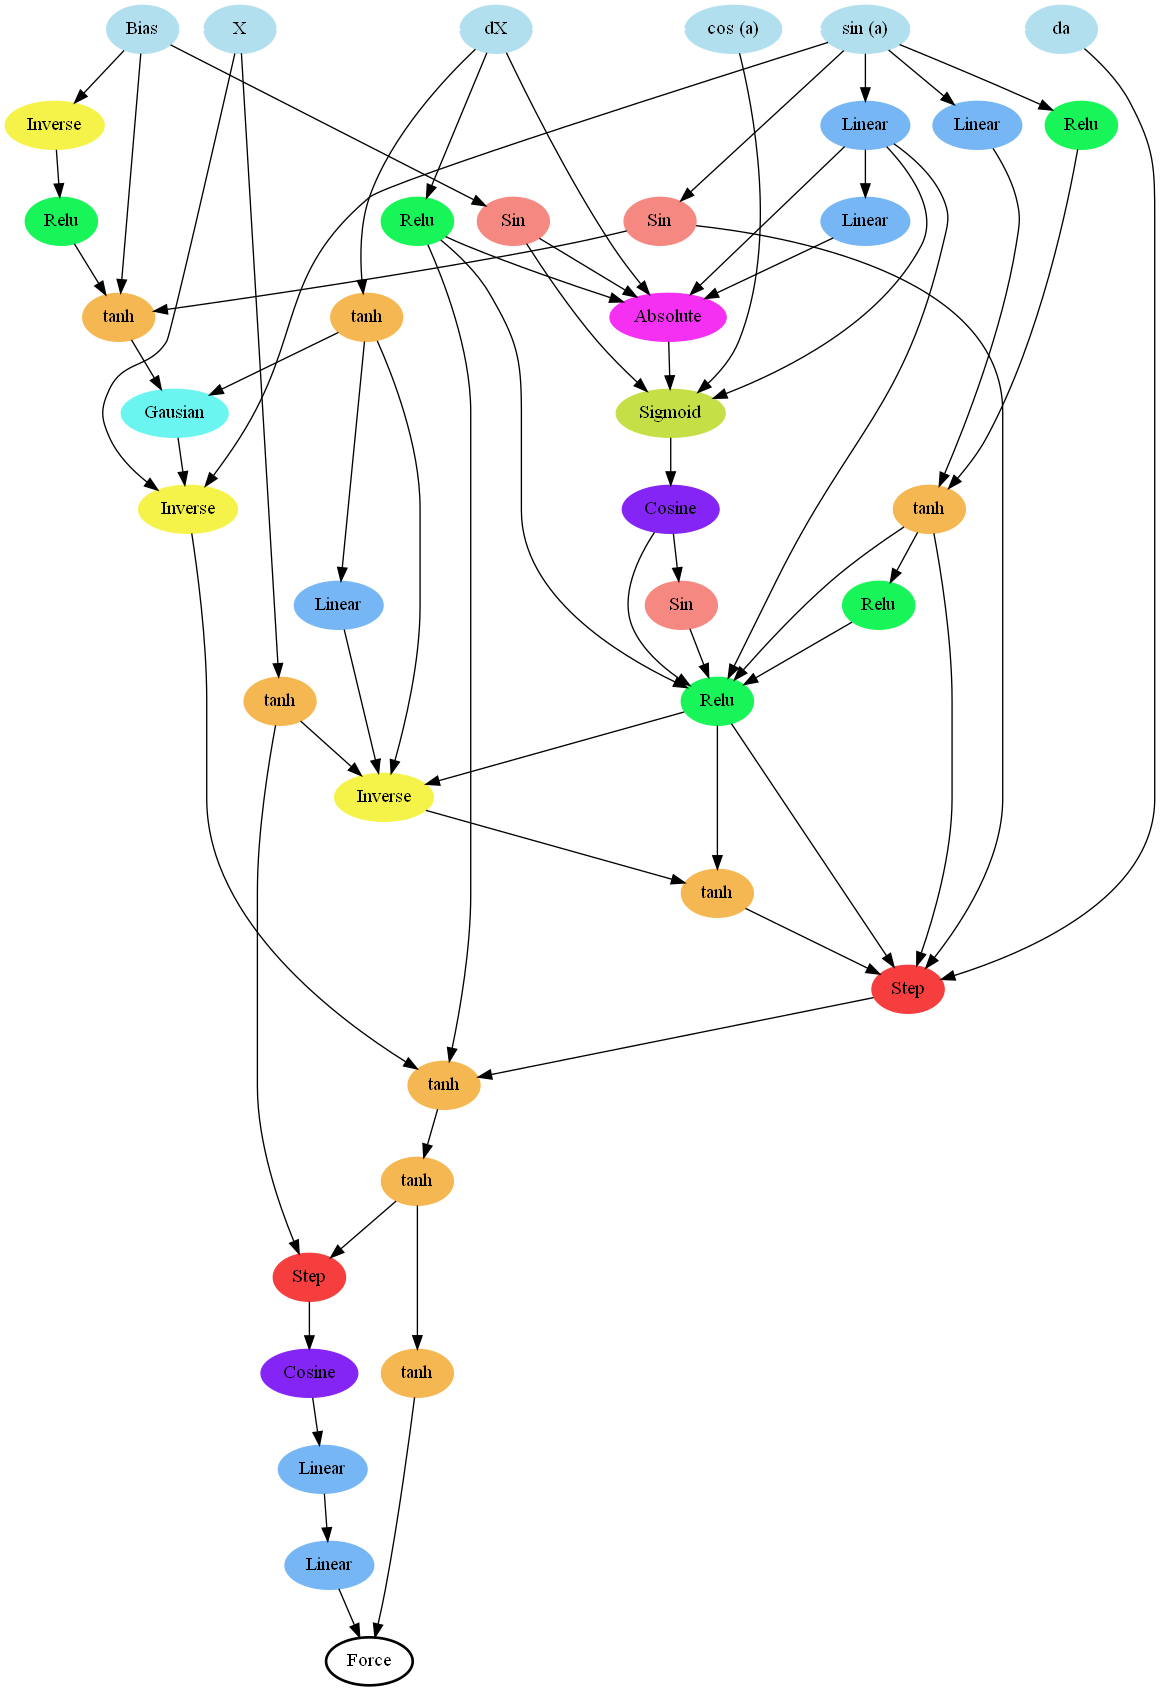 Bias
X
dX
cos (a)
sin (a)
da
Inverse
Linear
Linear
Relu
Relu
Relu
Sin
Sin
Linear
tanh
tanh
Absolute
Gausian
Sigmoid
Inverse
Cosine
tanh
Linear
Sin
Relu
tanh
Relu
Inverse
tanh
Step
tanh
tanh
Step
Cosine
tanh
Linear
Linear
Force